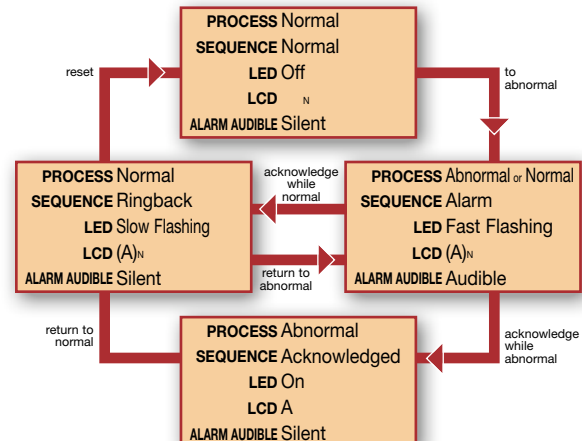 PROCESS Normal
SEQUENCE Normal
LED Off
LCD N
ALARM AUDIBLE Silent
reset
to
abnormal
PROCESS Normal
SEQUENCE Ringback
LED Slow Flashing
LCD (A)N
ALARM AUDIBLE Silent
acknowledge
while
normal
return to
abnormal
PROCESS Abnormal or Normal
SEQUENCE Alarm
LED Fast Flashing
LCD (A)N
ALARM AUDIBLE Audible
return to
normal
PROCESS Abnormal
SEQUENCE Acknowledged
LED On
LCD A
ALARM AUDIBLE Silent
acknowledge
while
abnormal